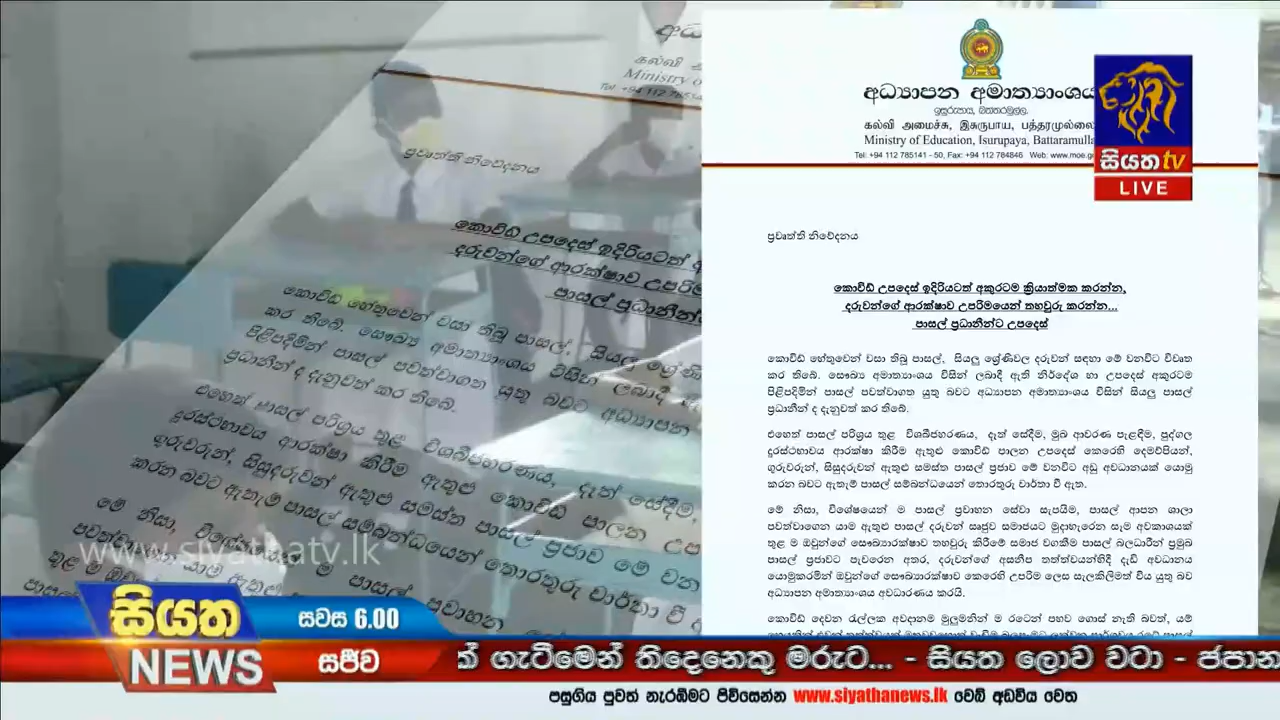 අධ්‍යාපන අමාත්‍යාංශය
ඉසුරුපාය, බත්තරමුල්ල.
கல்வி அமைச்சு, இசுருபாய, பத்தரமுல்லை
Ministry of Education, Isurupaya, Battaramulla
Tel: +94 112 785141 - 50, Fax: +94 112 784846 Web: www.moe.go
සියත tv
LIVE
ප්‍රවෘත්ති නිවේදනය
කොවිඩ් උපදෙස් ඉදිරියටත් අකුරටම ක්‍රියාත්මක කරන්න,
දරුවන්ගේ ආරක්ෂාව උපරිමයෙන් තහවුරු කරන්න...
පාසල් ප්‍රධානීන්ට උපදෙස්
කොවිඩ් හේතුවෙන් වසා තිබු පාසල්, සියලු ශ්‍රේණිවල දරුවන් සඳහා මේ වනවිට විවෘත
කර තිබේ. සෞඛ්‍ය අමාත්‍යාංශය විසින් ලබාදී ඇති නිර්දේශ හා උපදෙස් අකුරටම
පිළිපදිමින් පාසල් පවත්වාගත යුතු බවට අධ්‍යාපන අමාත්‍යාංශය විසින් සියලු පාසල්
ප්‍රධානීන් ද දැනුවත් කර තිබේ.
එහෙත් පාසල් පරිශ්‍රය තුළ විශබීජහරණය, දෑත් සේදීම, මුඛ ආවරණ පැළඳීම, පුද්ගල
දුරස්ථභාවය ආරක්ෂා කිරීම ඇතුළු කොවිඩ් පාලන උපදෙස් කෙරෙහි දෙමව්පියන්,
ගුරුවරුන්, සිසුදරුවන් ඇතුළු සමස්ත පාසල් ප්‍රජාව මේ වනවිට අඩු අවධානයක් යොමු
කරන බවට ඇතැම් පාසල් සම්බන්ධයෙන් තොරතුරු වාර්තා වී ඇත.
මේ නිසා, විශේෂයෙන් ම පාසල් ප්‍රවාහන සේවා සැපයීම, පාසල් ආපන ශාලා
පවත්වාගෙන යාම ඇතුළු පාසල් දරුවන් සෘජුව සමාජයට මුදාහැරෙන සෑම අවකාශයක්
තුළ ම ඔවුන්ගේ සෞඛ්‍යාරක්ෂාව තහවුරු කිරීමේ සමාජ වගකීම පාසල් බලධාරීන් ප්‍රමුඛ
පාසල් ප්‍රජාවට පැවරෙන අතර, දරුවන්ගේ අසනීප තත්ත්වයන්හිදී දැඩි අවධානය
යොමුකරමින් ඔවුන්ගේ සෞඛ්‍යාරක්ෂාව කෙරෙහි උපරිම ලෙස සැලකිලිමත් විය යුතු බව
අධ්‍යාපන අමාත්‍යාංශය අවධාරණය කරයි.
කොවිඩ් දෙවන රැල්ලක අවදානම මුලුමනින් ම රටෙන් පහව ගොස් නැති බවත්, යම්
www.siyathatv.lk
සියත
NEWS
සවස 6.00
සජීව
ක් ගැටීමෙන් තිදෙනෙකු මරුට... - සියත ලොව වටා - ජපාන
පසුගිය පුවත් නැරඹීමට පිවිසෙන්න www.siyathanews.lk වෙබ් අඩවිය වෙත